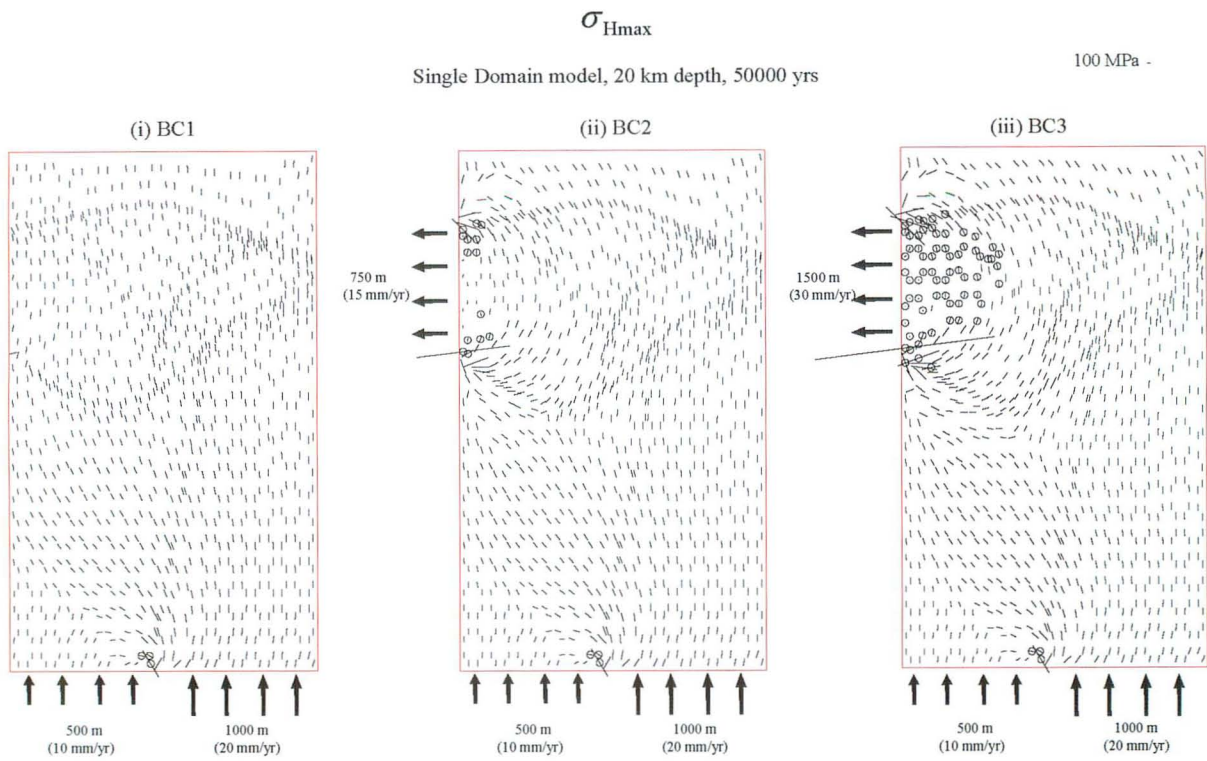 σHmax
Single Domain model, 20 km depth, 50000 yrs
100 MPa -
(i) BC1
(ii) BC2
(iii) BC3
750 m
(15 mm/yr)
1500 m
(30 mm/yr)
500 m
(10 mm/yr)
1000 m
(20 mm/yr)
500 m
(10 mm/yr)
1000 m
(20 mm/yr)
500 m
(10 mm/yr)
1000 m
(20 mm/yr)